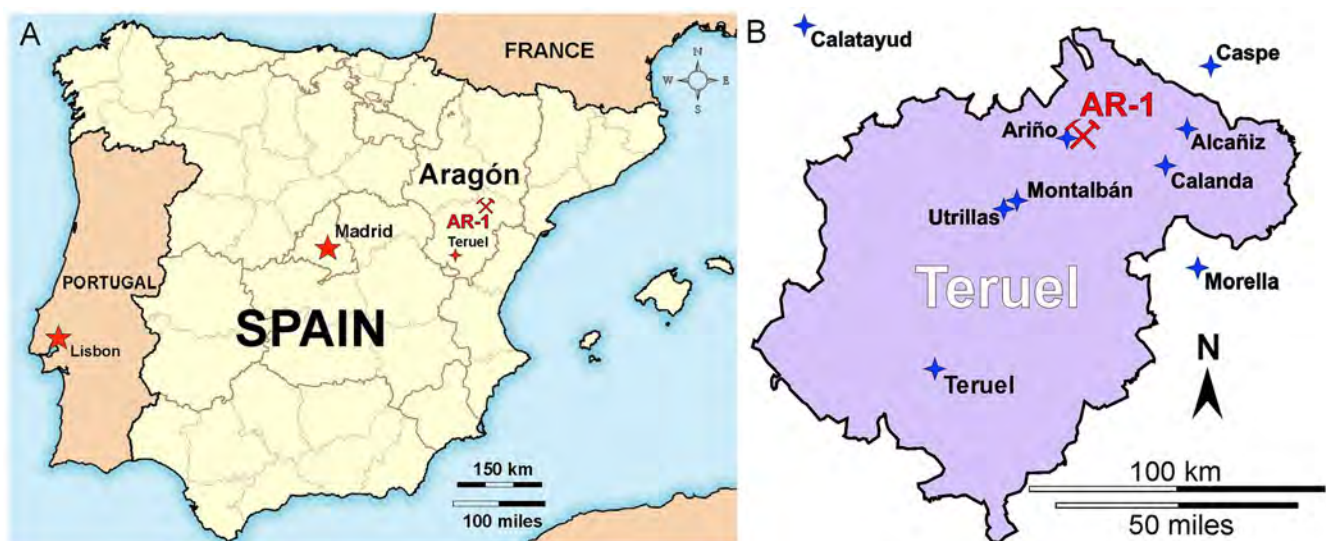 A
FRANCE
N
W
E
S
Aragón
AR-1
Teruel
Madrid
PORTUGAL
SPAIN
Lisbon
150 km
100 miles
B
Calatayud
Caspe
AR-1
Ariño
Alcañiz
Calanda
Montalbán
Utrillas
Teruel
Morella
N
Teruel
100 km
50 miles